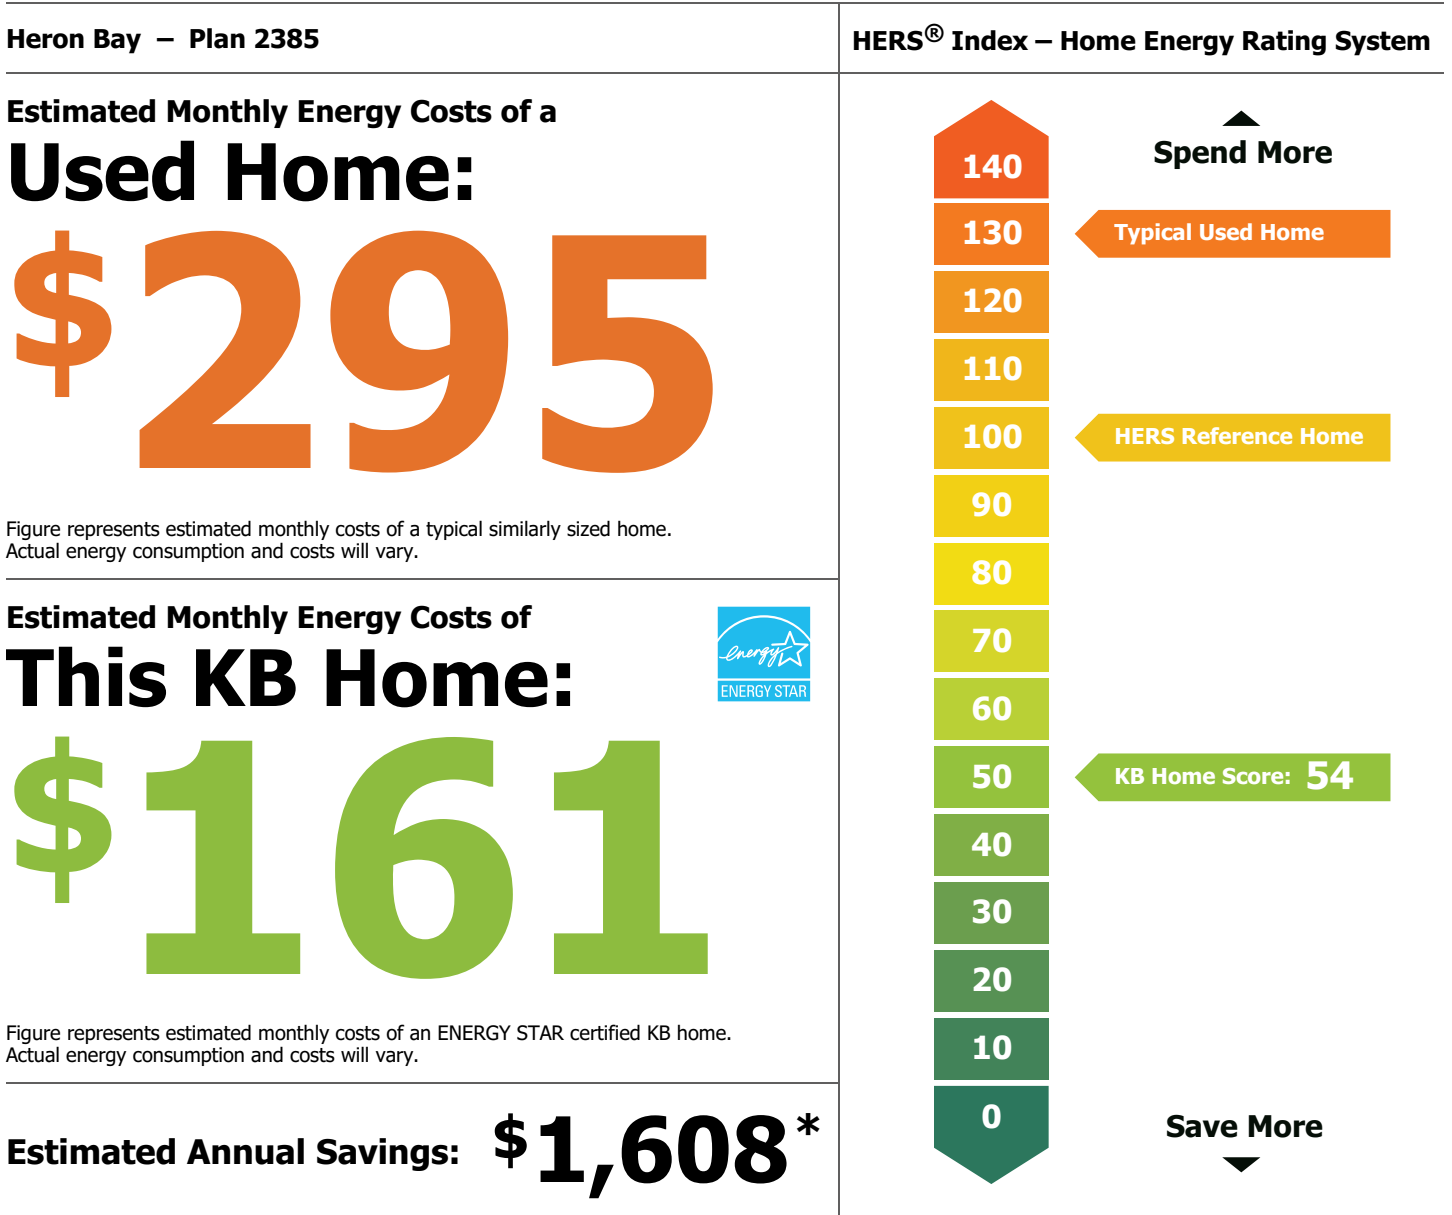 Heron Bay – Plan 2385
Estimated Monthly Energy Costs of a
Used Home:
$295
Figure represents estimated monthly costs of a typical similarly sized home.
Actual energy consumption and costs will vary.
Estimated Monthly Energy Costs of
This KB Home:
energy
ENERGY STAR
$161
Figure represents estimated monthly costs of an ENERGY STAR certified KB home.
Actual energy consumption and costs will vary.
Estimated Annual Savings: $1,608*
HERS® Index – Home Energy Rating System
Spend More
140
130 Typical Used Home
120
110
100 HERS Reference Home
90
80
70
60
50 KB Home Score: 54
40
30
20
10
0
Save More